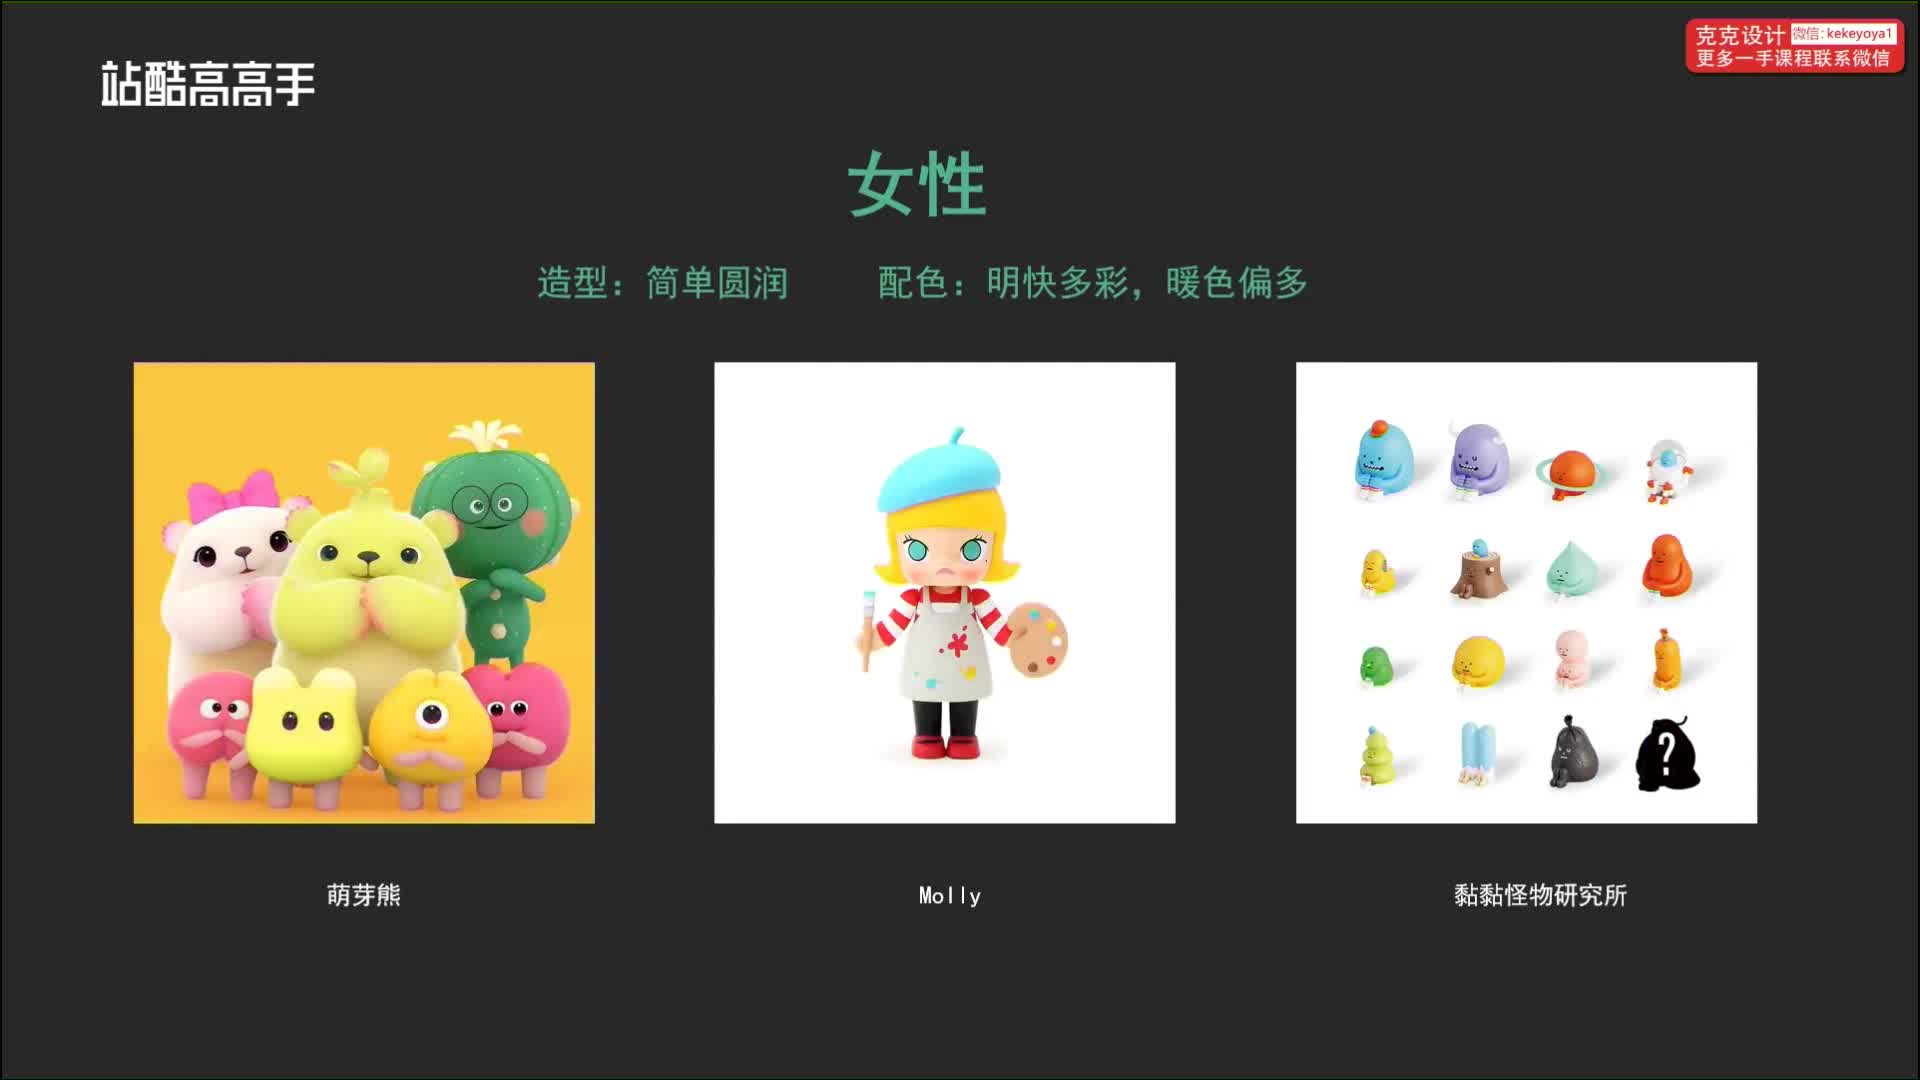 站酷高高手
克克设计 微信:kekeyoya1
更多一手课程联系微信
女性
造型：简单圆润 配色：明快多彩，暖色偏多
?
萌芽熊
Molly
黏黏怪物研究所